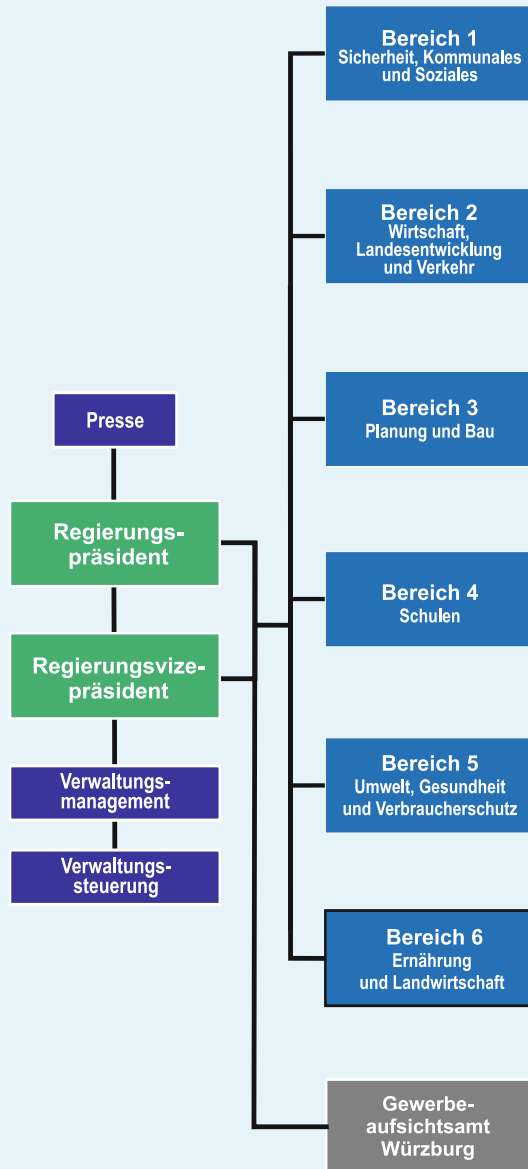 Presse
Regierungs-
präsident
Regierungsvize-
präsident
Verwaltungs-
management
Verwaltungs-
steuerung
Bereich 1
Sicherheit, Kommunales
und Soziales
Bereich 2
Wirtschaft,
Landesentwicklung
und Verkehr
Bereich 3
Planung und Bau
Bereich 4
Schulen
Bereich 5
Umwelt, Gesundheit
und Verbraucherschutz
Bereich 6
Ernährung
und Landwirtschaft
Gewerbe-
aufsichtsamt
Würzburg